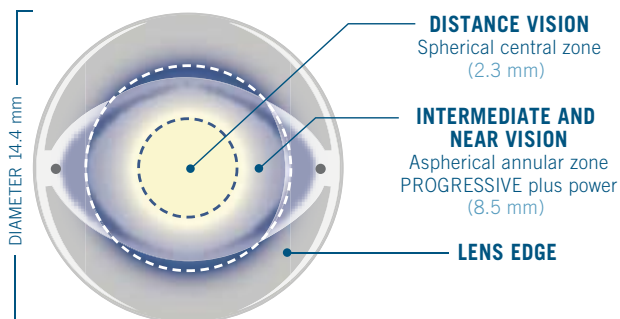 DIAMETER 14.4 mm
DISTANCE VISION
Spherical central zone
(2.3 mm)
INTERMEDIATE AND
NEAR VISION
Aspherical annular zone
PROGRESSIVE plus power
(8.5 mm)
LENS EDGE